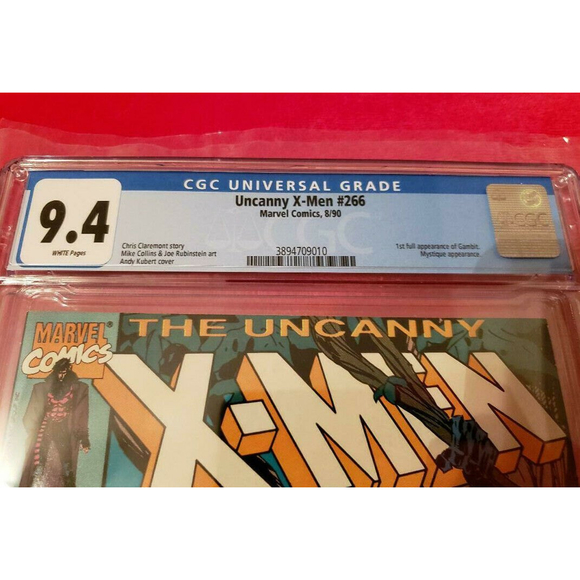 CGC UNIVERSAL GRADE
9.4
WHITE Pages
Uncanny X-Men #266
Marvel Comics, 8/90
Chris Claremont story
Mike Collins & Joe Rubinstein art
Andy Kubert cover
3894709010
1st full appearance of Gambit.
Mystique appearance.
CGC
MARVEL
COMICS
THE UNCANNY
X-MEN